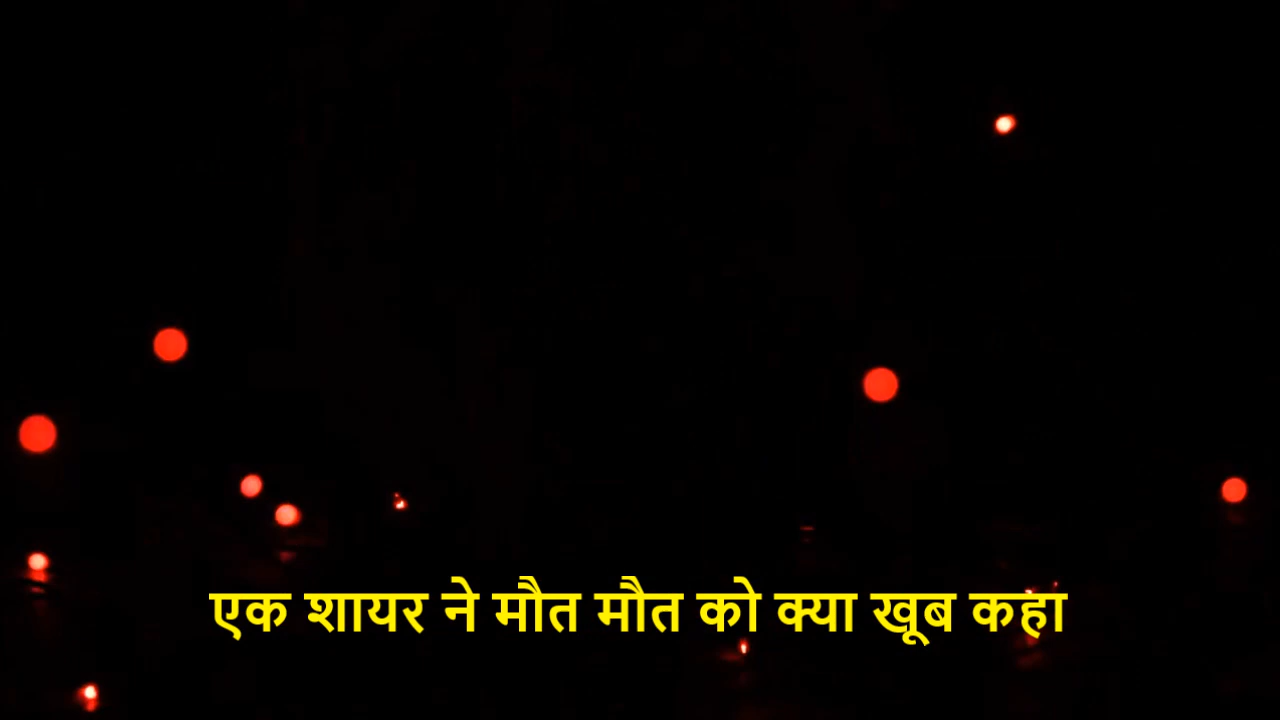 एक शायर ने मौत मौत को क्या खूब कहा